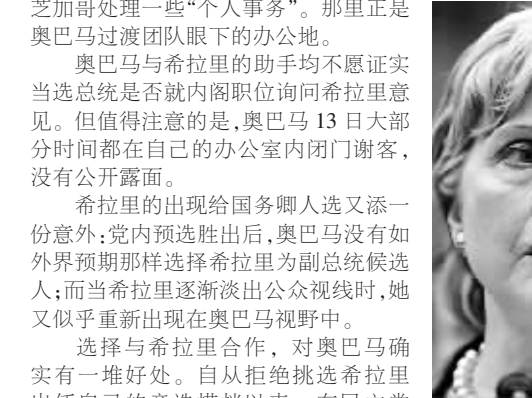 芝加哥处理一些“个人事务”。那里正是
奥巴马过渡团队眼下的办公地。
奥巴马与希拉里的助手均不愿证实
当选总统是否就内阁职位询问希拉里意
见。但值得注意的是,奥巴马 13 日大部
分时间都在自己的办公室内闭门谢客,
没有公开露面。
希拉里的出现给国务卿人选又添一
份意外:党内预选胜出后,奥巴马没有如
外界预期那样选择希拉里为副总统候选
人;而当希拉里逐渐淡出公众视线时,她
又似乎重新出现在奥巴马视野中。
选择与希拉里合作, 对奥巴马确
实有一堆好处。自从拒绝挑选希拉里